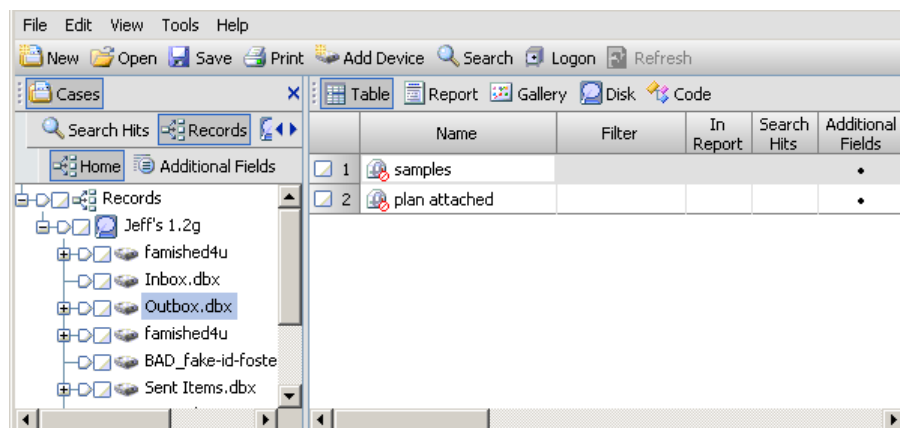 File Edit View Tools Help
New Open Save Print Add Device Search Logon Refresh
Cases
Search Hits Records
Home Additional Fields
Records
Jeff's 1.2g
famished4u
Inbox.dbx
Outbox.dbx
famished4u
BAD_fake-id-foste
Sent Items.dbx
Table Report Gallery Disk Code
Name Filter In Report Search Hits Additional Fields
1 samples
2 plan attached